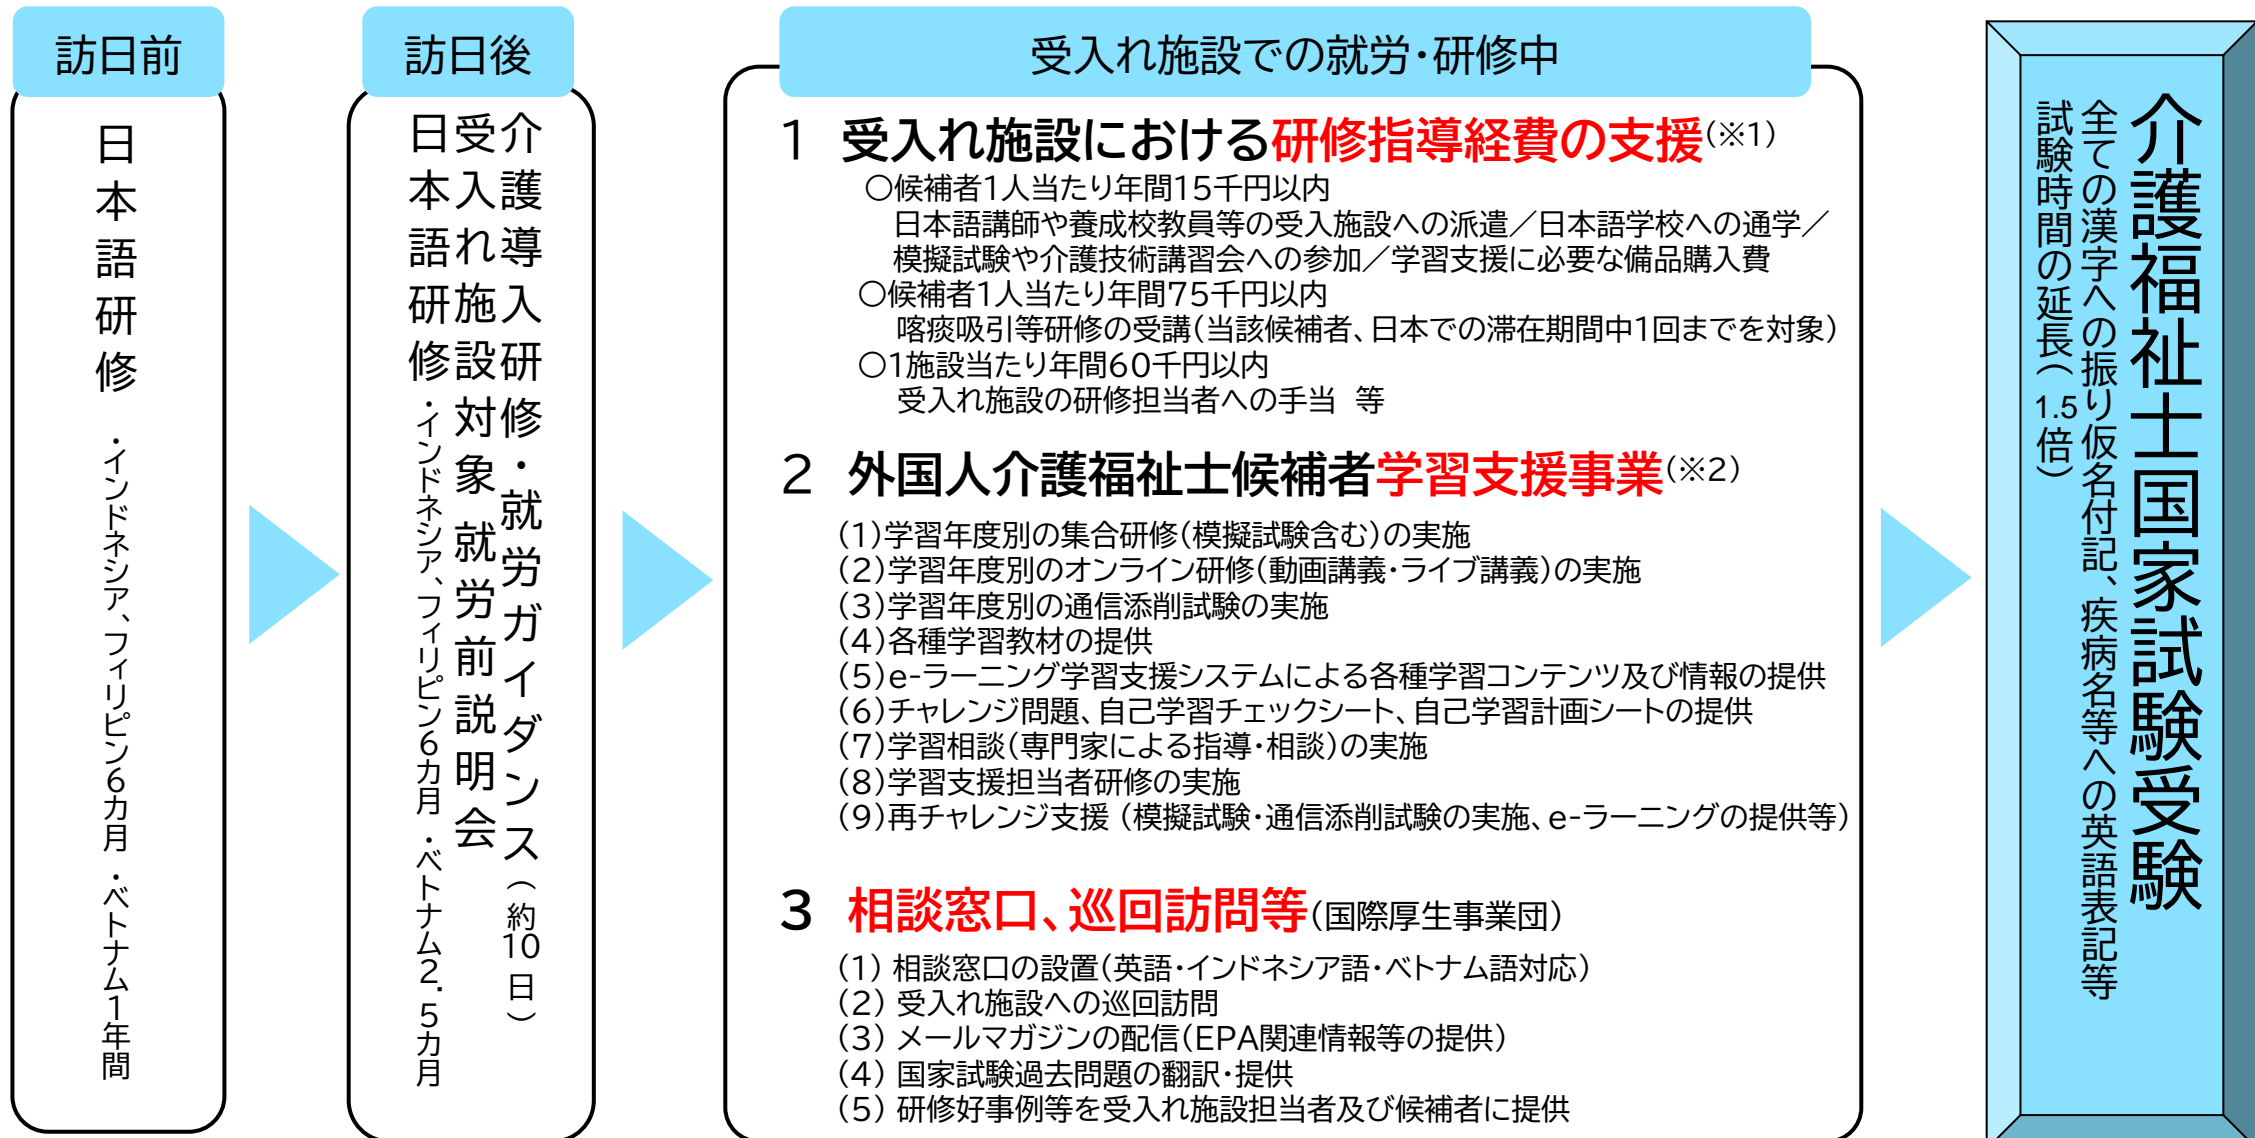 訪日前
日本語研修 ・インドネシア、フィリピン6カ月 ・ベトナム1年間
訪日後
介護導入研修・就労ガイダンス（約10日）
受入れ施設対象 就労前説明会
日本語研修 ・インドネシア、フィリピン6カ月 ・ベトナム2.5カ月
受入れ施設での就労・研修中
1 受入れ施設における研修指導経費の支援(※1)
○候補者1人当たり年間15千円以内
日本語講師や養成校教員等の受入施設への派遣／日本語学校への通学／
模擬試験や介護技術講習会への参加／学習支援に必要な備品購入費
○候補者1人当たり年間75千円以内
喀痰吸引等研修の受講（当該候補者、日本での滞在期間中1回までを対象）
○1施設当たり年間60千円以内
受入れ施設の研修担当者への手当 等
2 外国人介護福祉士候補者学習支援事業(※2)
(1)学習年度別の集合研修（模擬試験含む）の実施
(2)学習年度別のオンライン研修（動画講義・ライブ講義）の実施
(3)学習年度別の通信添削試験の実施
(4)各種学習教材の提供
(5)e-ラーニング学習支援システムによる各種学習コンテンツ及び情報の提供
(6)チャレンジ問題、自己学習チェックシート、自己学習計画シートの提供
(7)学習相談（専門家による指導・相談）の実施
(8)学習支援担当者研修の実施
(9)再チャレンジ支援 （模擬試験・通信添削試験の実施、e-ラーニングの提供等）
3 相談窓口、巡回訪問等（国際厚生事業団）
(1) 相談窓口の設置（英語・インドネシア語・ベトナム語対応）
(2) 受入れ施設への巡回訪問
(3) メールマガジンの配信（EPA関連情報等の提供）
(4) 国家試験過去問題の翻訳・提供
(5) 研修好事例等を受入れ施設担当者及び候補者に提供
介護福祉士国家試験受験
全ての漢字への振り仮名付記、疾病名等への英語表記等
試験時間の延長（1.5倍）